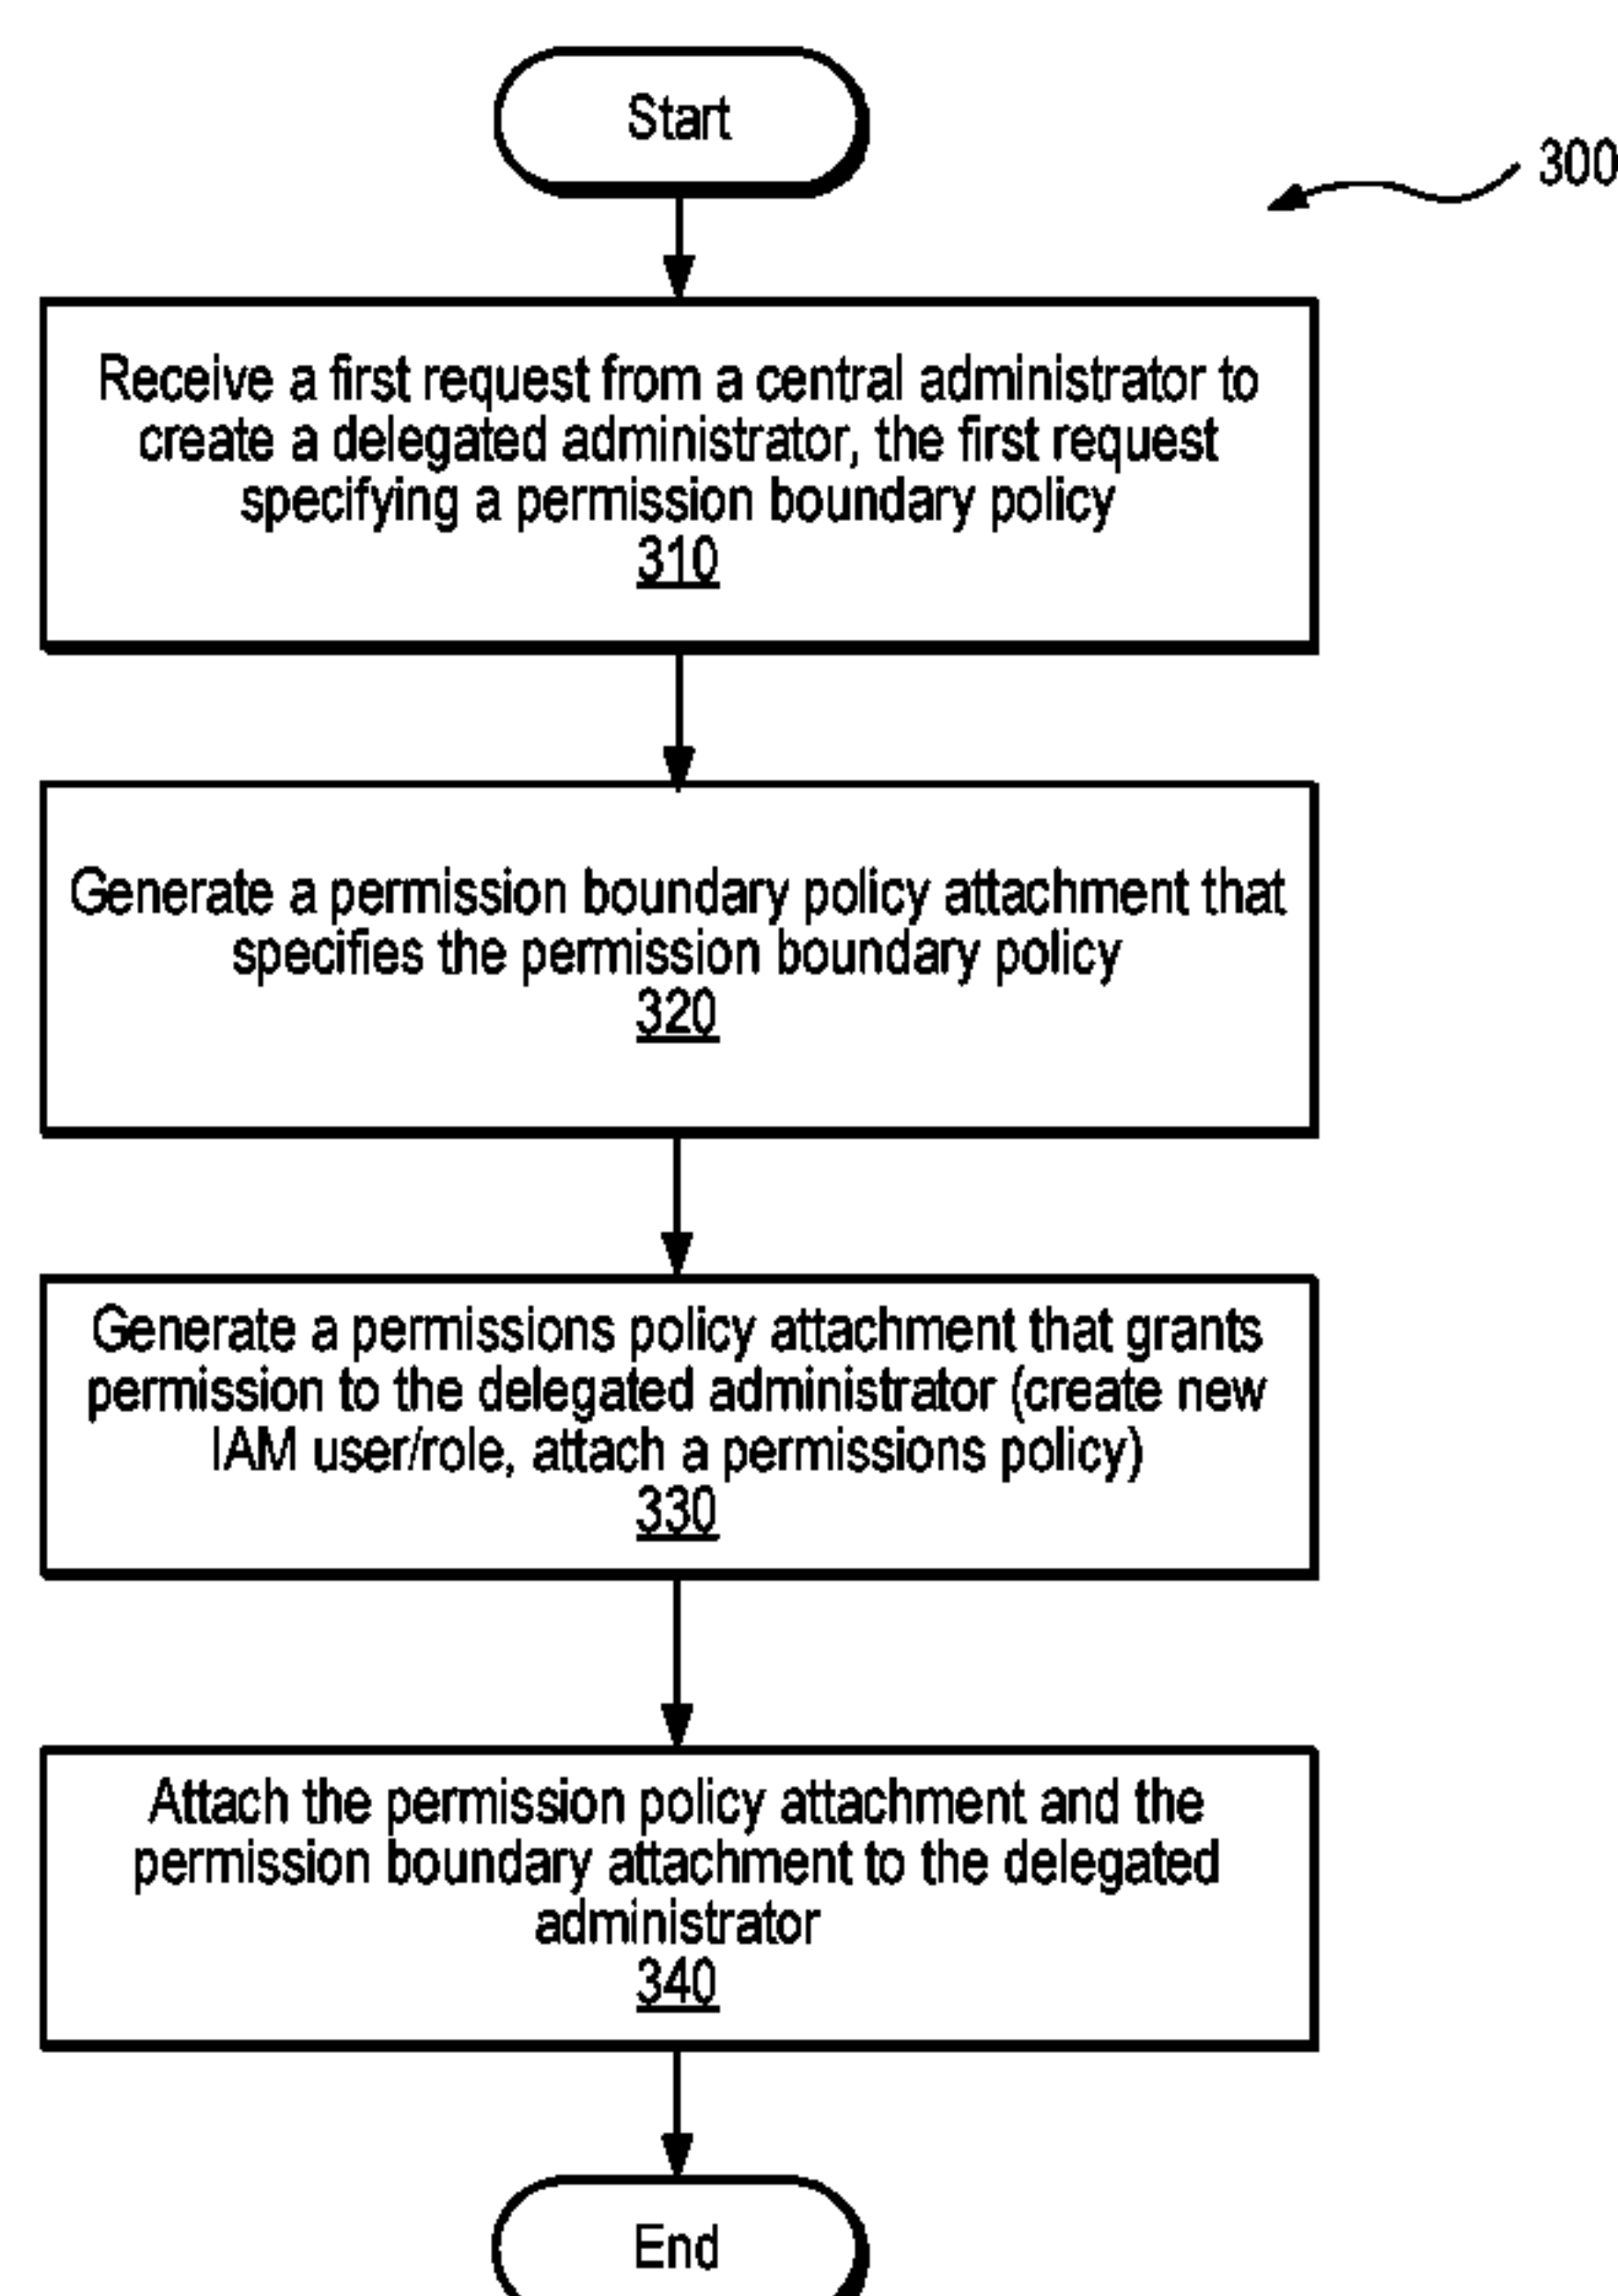 Start
300
Receive a first request from a central administrator to
create a delegated administrator, the first request
specifying a permission boundary policy
310
Generate a permission boundary policy attachment that
specifies the permission boundary policy
320
Generate a permissions policy attachment that grants
permission to the delegated administrator (create new
IAM user/role, attach a permissions policy)
330
Attach the permission policy attachment and the
permission boundary attachment to the delegated
administrator
340
End